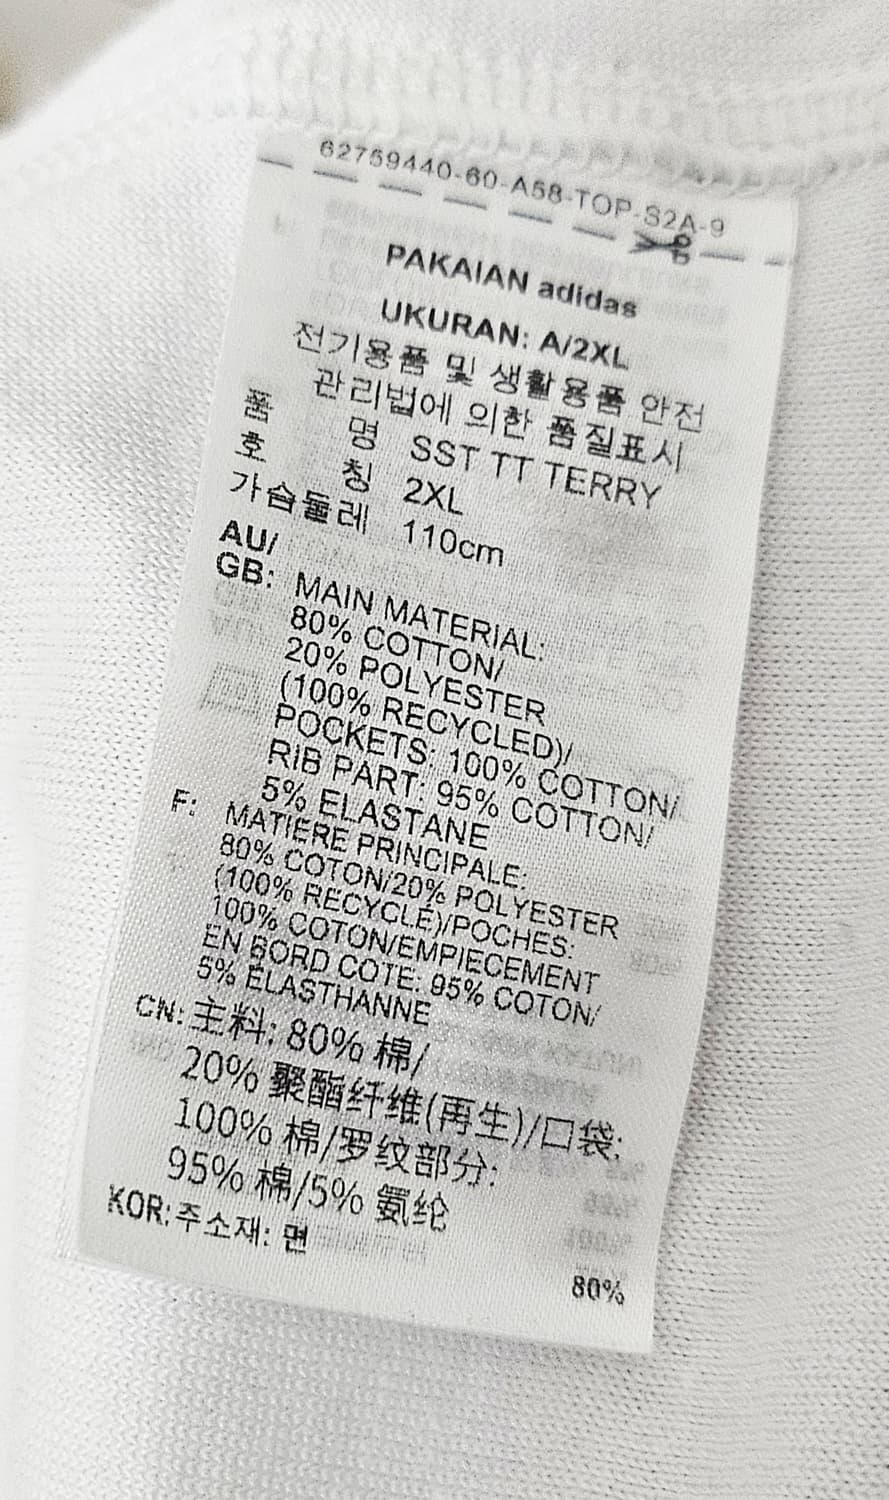 62759440-60-A58-TOP-S2A-9
PAKAIAN adidas
UKURAN: A/2XL
전기용품 및 생활용품 안전
관리법에 의한 품질표시
품 명 SST TT TERRY
호 칭 2XL
가슴둘레 110cm
AU/
GB: MAIN MATERIAL:
80% COTTON/
20% POLYESTER
(100% RECYCLED)/
POCKETS: 100% COTTON/
RIB PART: 95% COTTON/
5% ELASTANE
F: MATIERE PRINCIPALE:
80% COTON/20% POLYESTER
(100% RECYCLÉ)/POCHES:
100% COTON/EMPIECEMENT
EN BORD COTE: 95% COTON/
5% ÉLASTHANNE
CN: 主料: 80% 棉/
20% 聚酯纤维(再生)/口袋:
100% 棉/罗纹部分:
95% 棉/5% 氨纶
KOR: 주소재: 면
80%